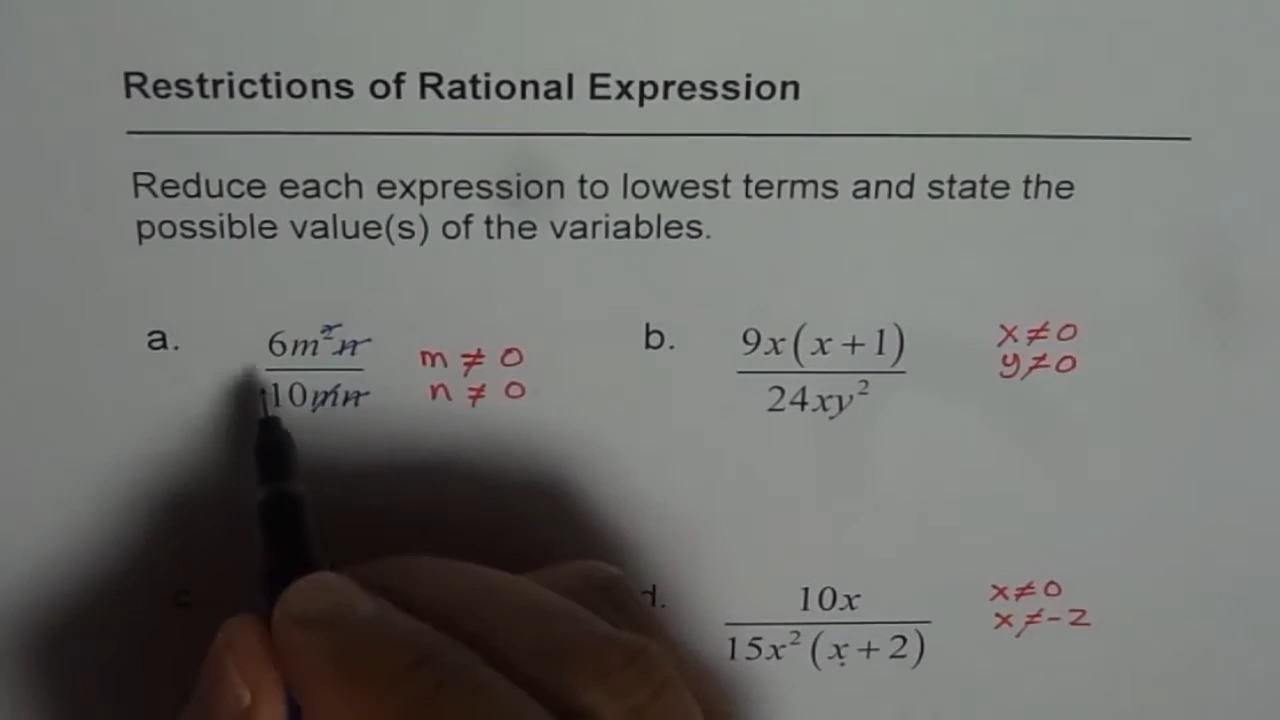 Restrictions of Rational Expression
Reduce each expression to lowest terms and state the
possible value(s) of the variables.
a.
6m²n
10mn
m ≠ 0
n ≠ 0
b.
9x(x+1)
24xy²
x≠0
y≠0
d.
10x
15x²(x+2)
x≠0
x≠-2